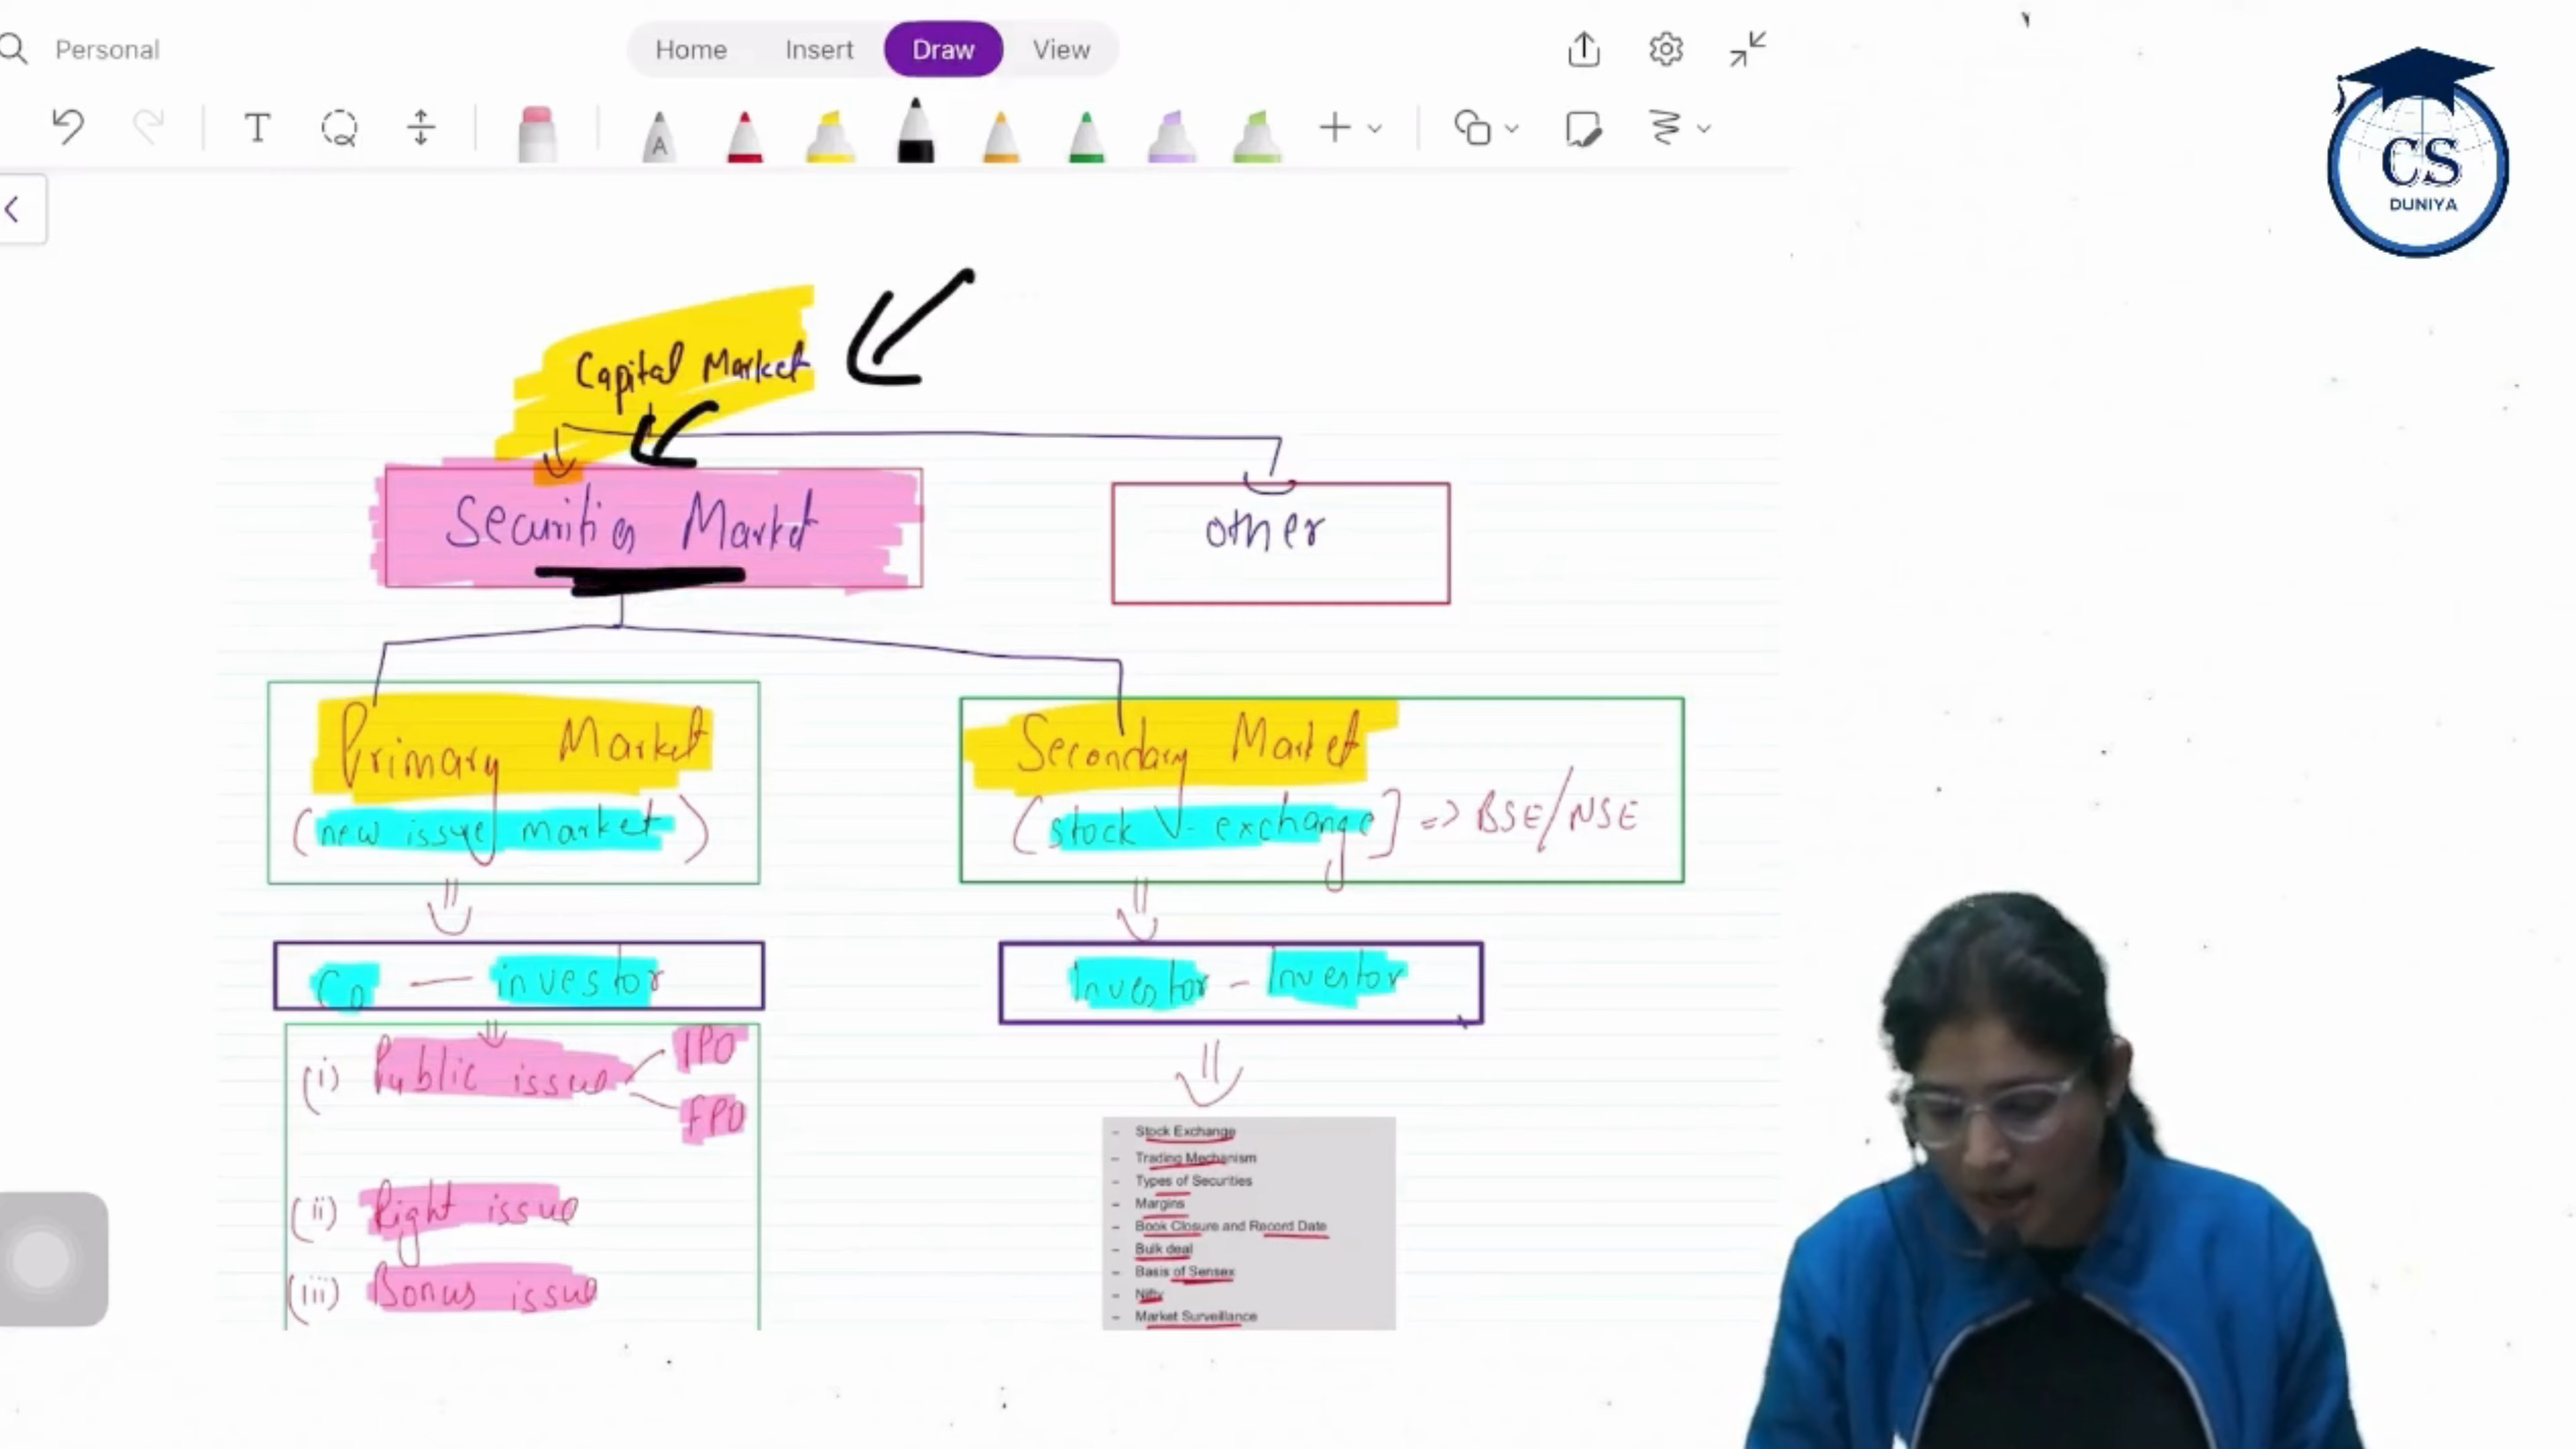 Personal
Home Insert Draw View
T
A
CS
DUNIYA
Capital Market
Securities Market
other
Primary Market
(new issue market)
Secondary Market
(stock - exchange] => BSE/NSE
Co — investor
Investor - Investor
(i) Public issue
IPO
FPO
(ii) Right issue
(iii) Bonus issue
- Stock Exchange
- Trading Mechanism
- Types of Securities
- Margins
- Book Closure and Record Date
- Bulk deal
- Basis of Sensex
- Nifty
- Market Surveillance